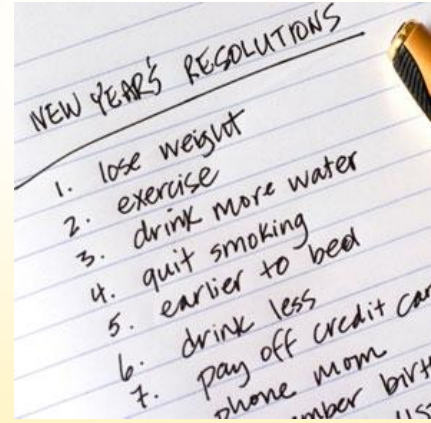 NEW YEAR'S RESOLUTIONS
1. lose weight
2. exercise
3. drink more water
4. quit smoking
5. earlier to bed
6. drink less
7. pay off credit
phone mom